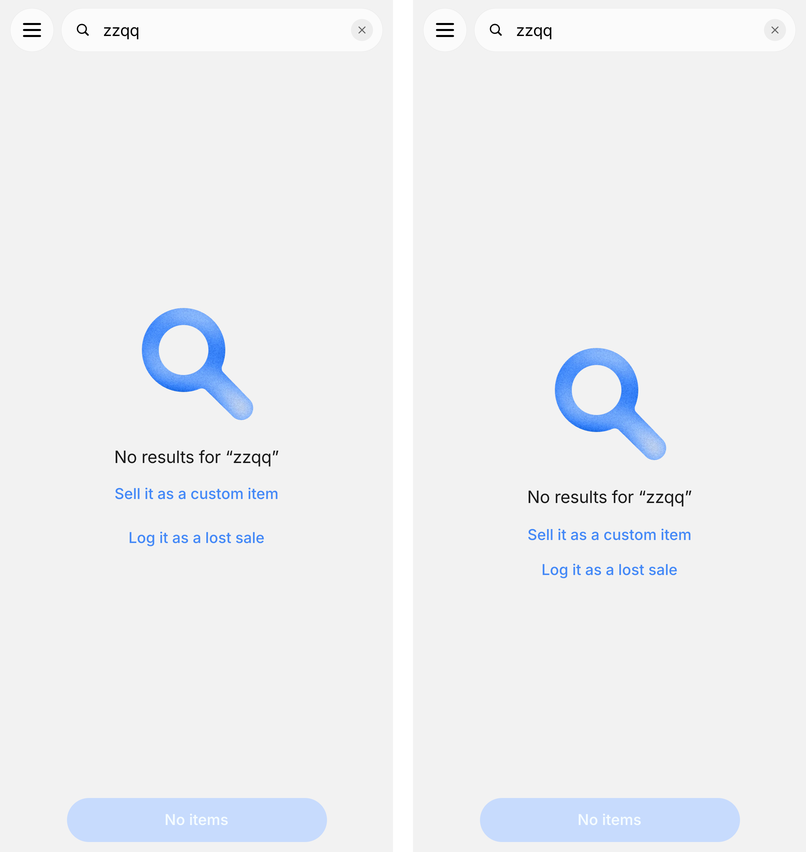 zzqq
No results for “zzqq”
Sell it as a custom item
Log it as a lost sale
No items
zzqq
No results for “zzqq”
Sell it as a custom item
Log it as a lost sale
No items